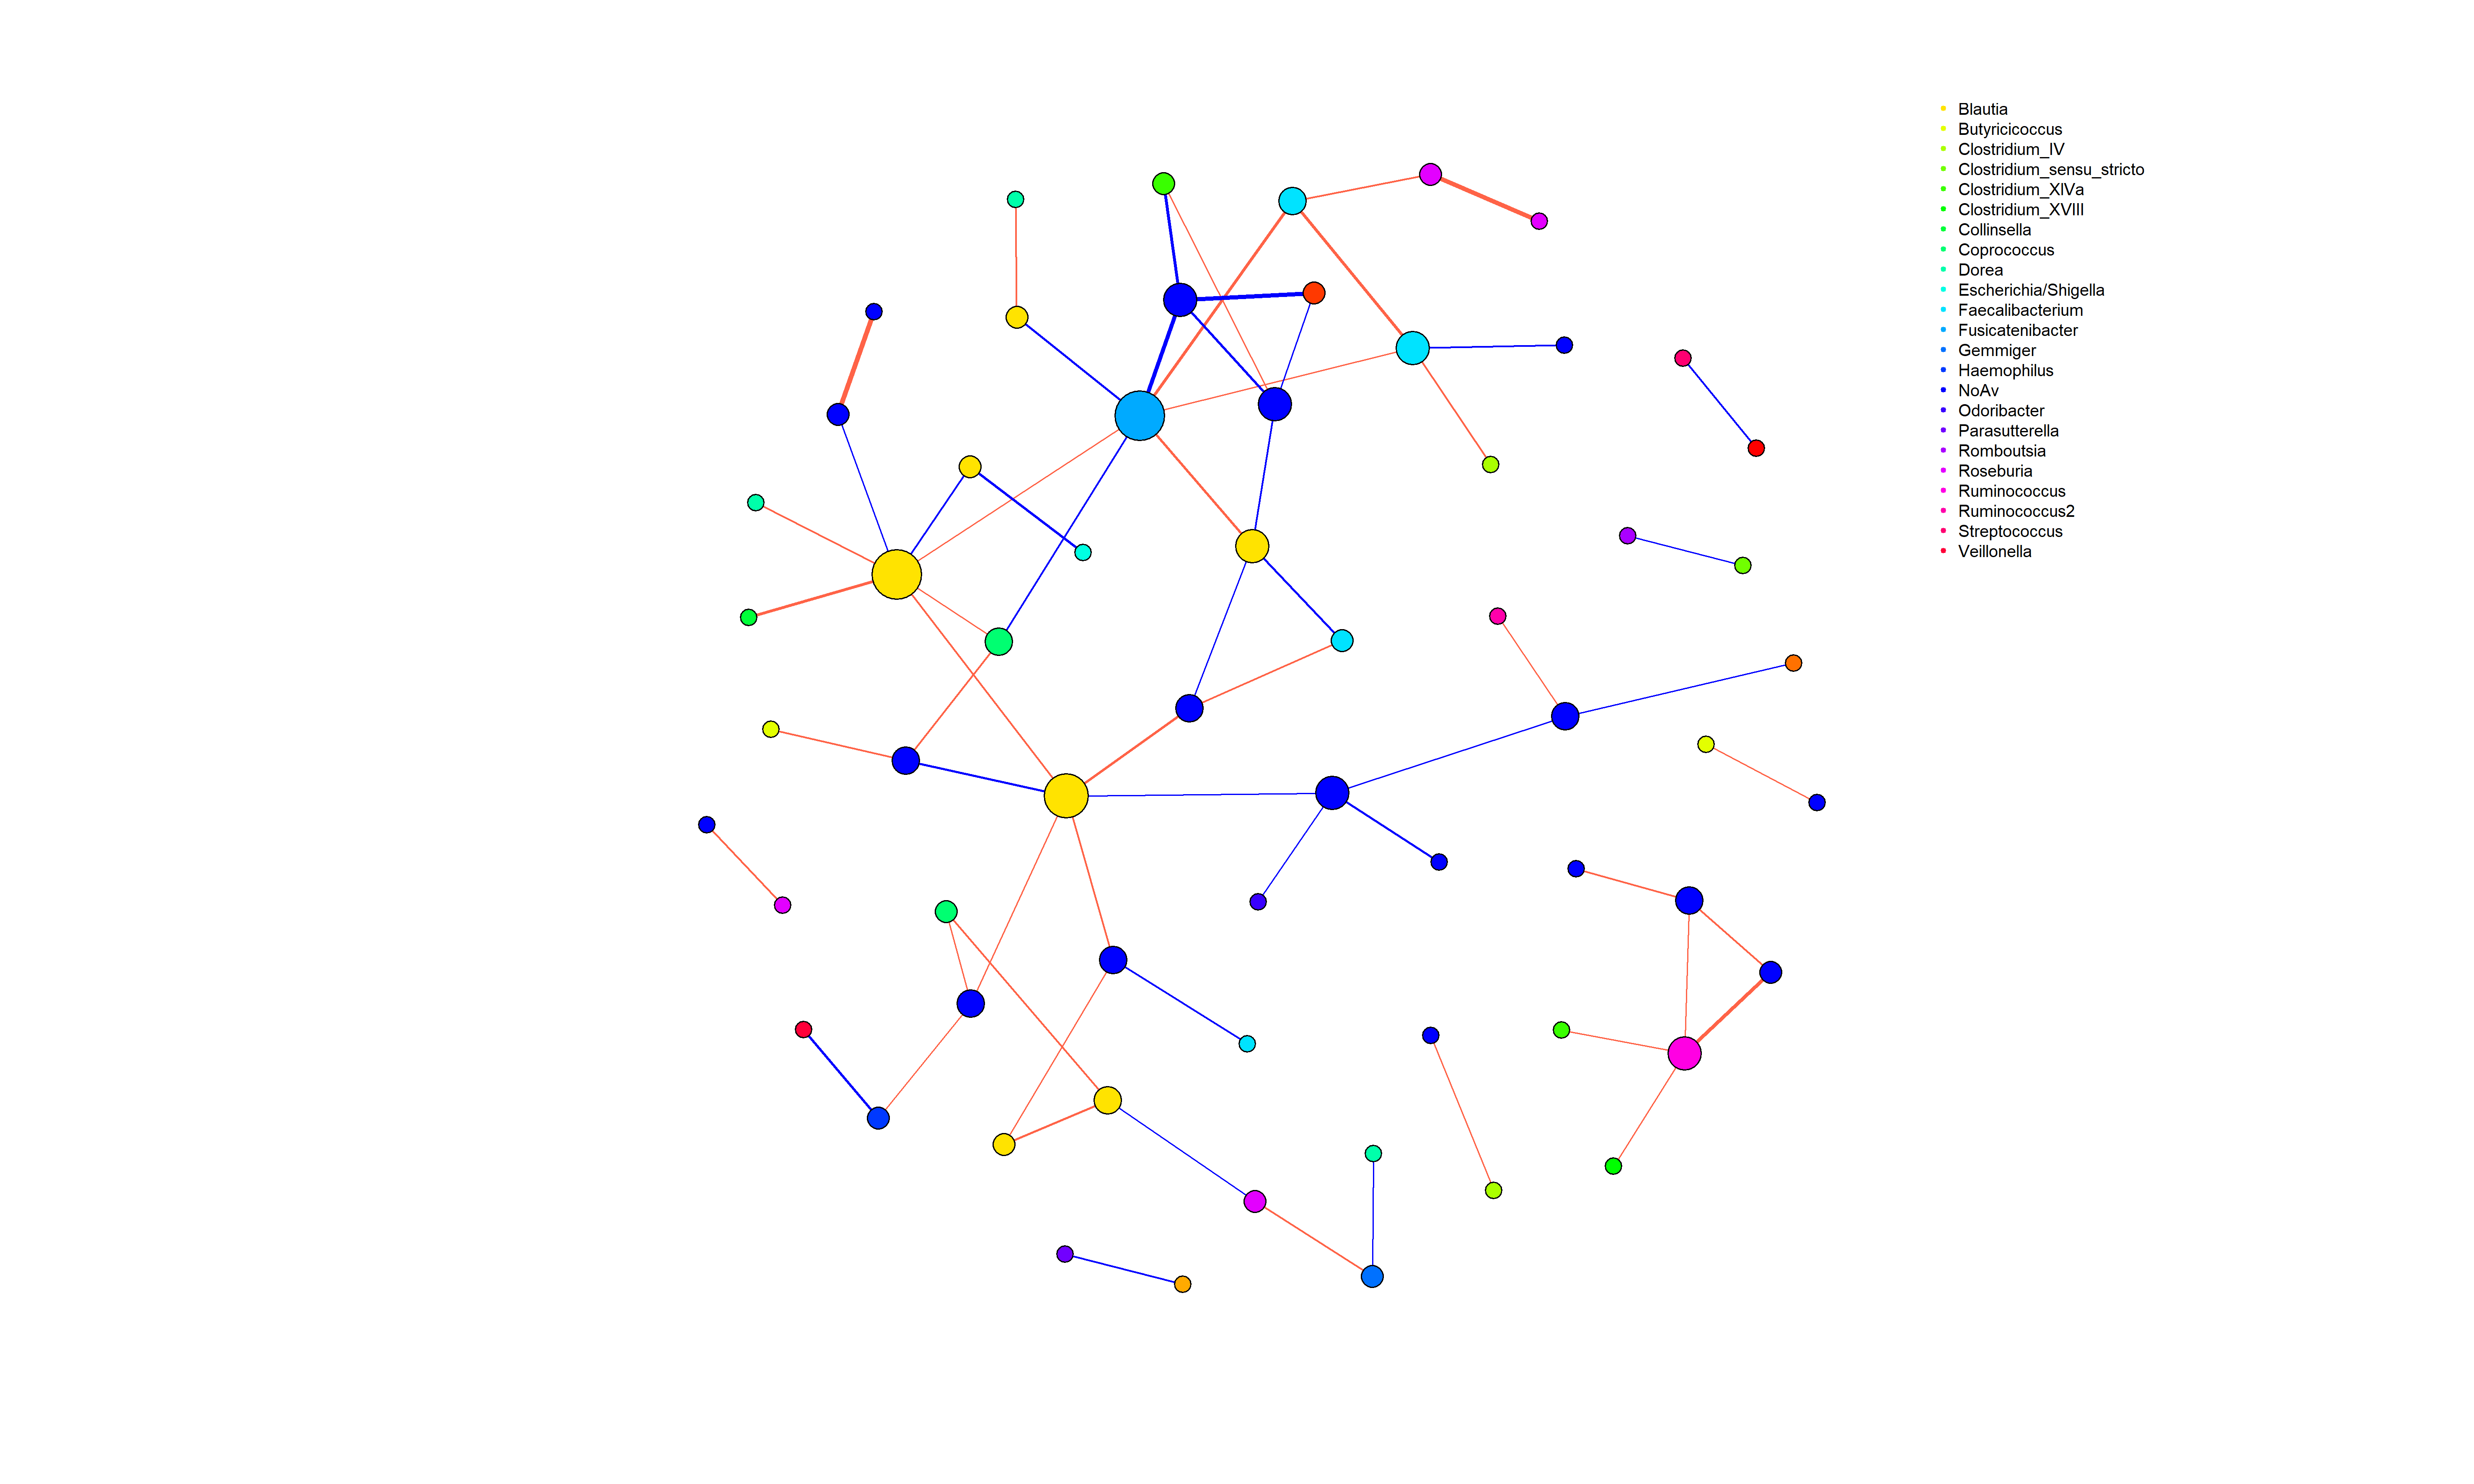 Blautia
Butyricicoccus
Clostridium_IV
Clostridium_sensu_stricto
Clostridium_XlVa
Clostridium_XVIII
Collinsella
Coprococcus
Dorea
Escherichia/Shigella
Faecalibacterium
Fusicatenibacter
Gemmiger
Haemophilus
NoAv
Odoribacter
Parasutterella
Romboutsia
Roseburia
Ruminococcus
Ruminococcus2
Streptococcus
Veillonella